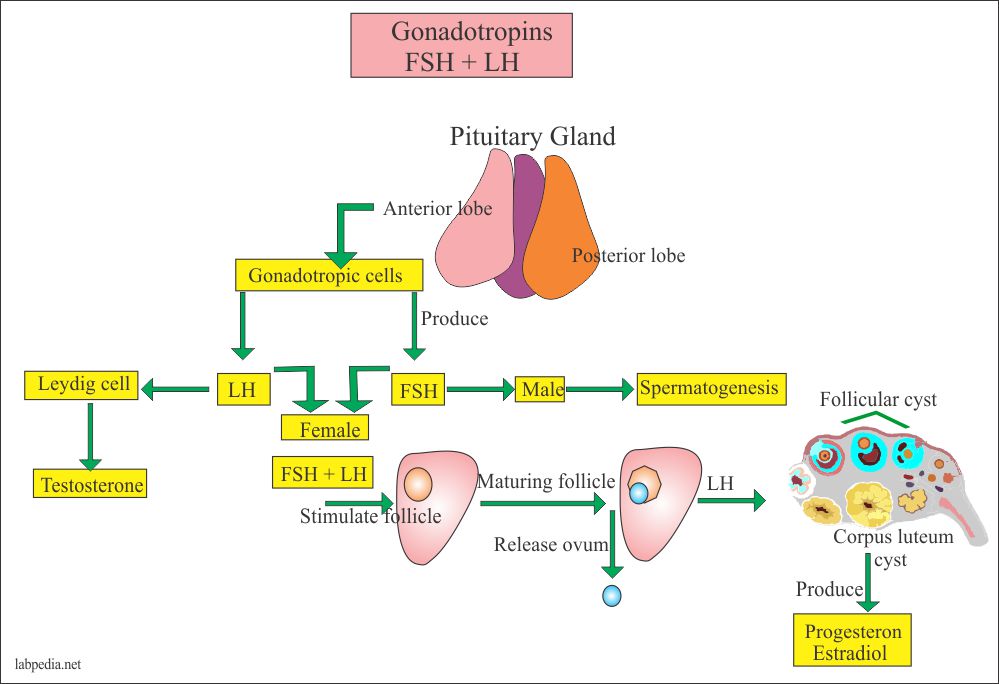 Gonadotropins
FSH + LH
Pituitary Gland
Anterior lobe
Posterior lobe
Gonadotropic cells
Produce
Leydig cell
LH
FSH
Male
Spermatogenesis
Female
Follicular cyst
Testosterone
FSH + LH
Stimulate follicle
Maturing follicle
LH
Release ovum
Corpus luteum
cyst
Produce
Progesteron
Estradiol
labpedia.net